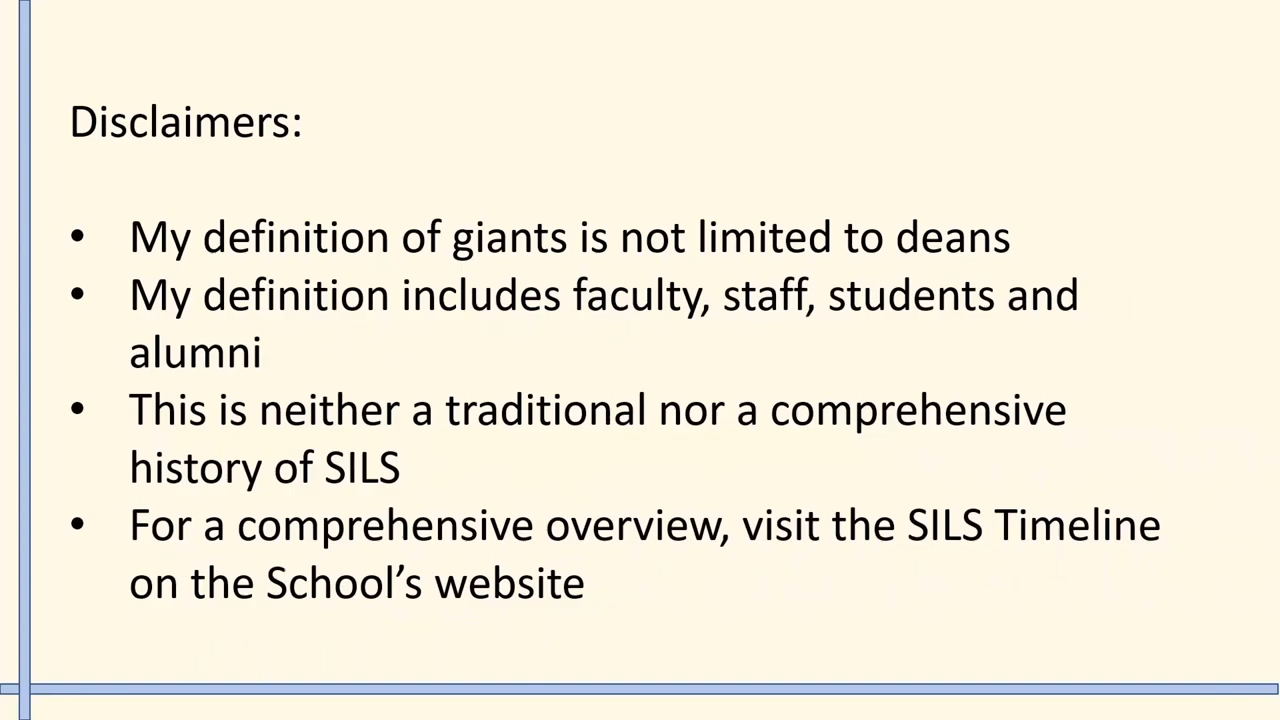 Disclaimers:
• My definition of giants is not limited to deans
• My definition includes faculty, staff, students and
alumni
• This is neither a traditional nor a comprehensive
history of SILS
• For a comprehensive overview, visit the SILS Timeline
on the School’s website